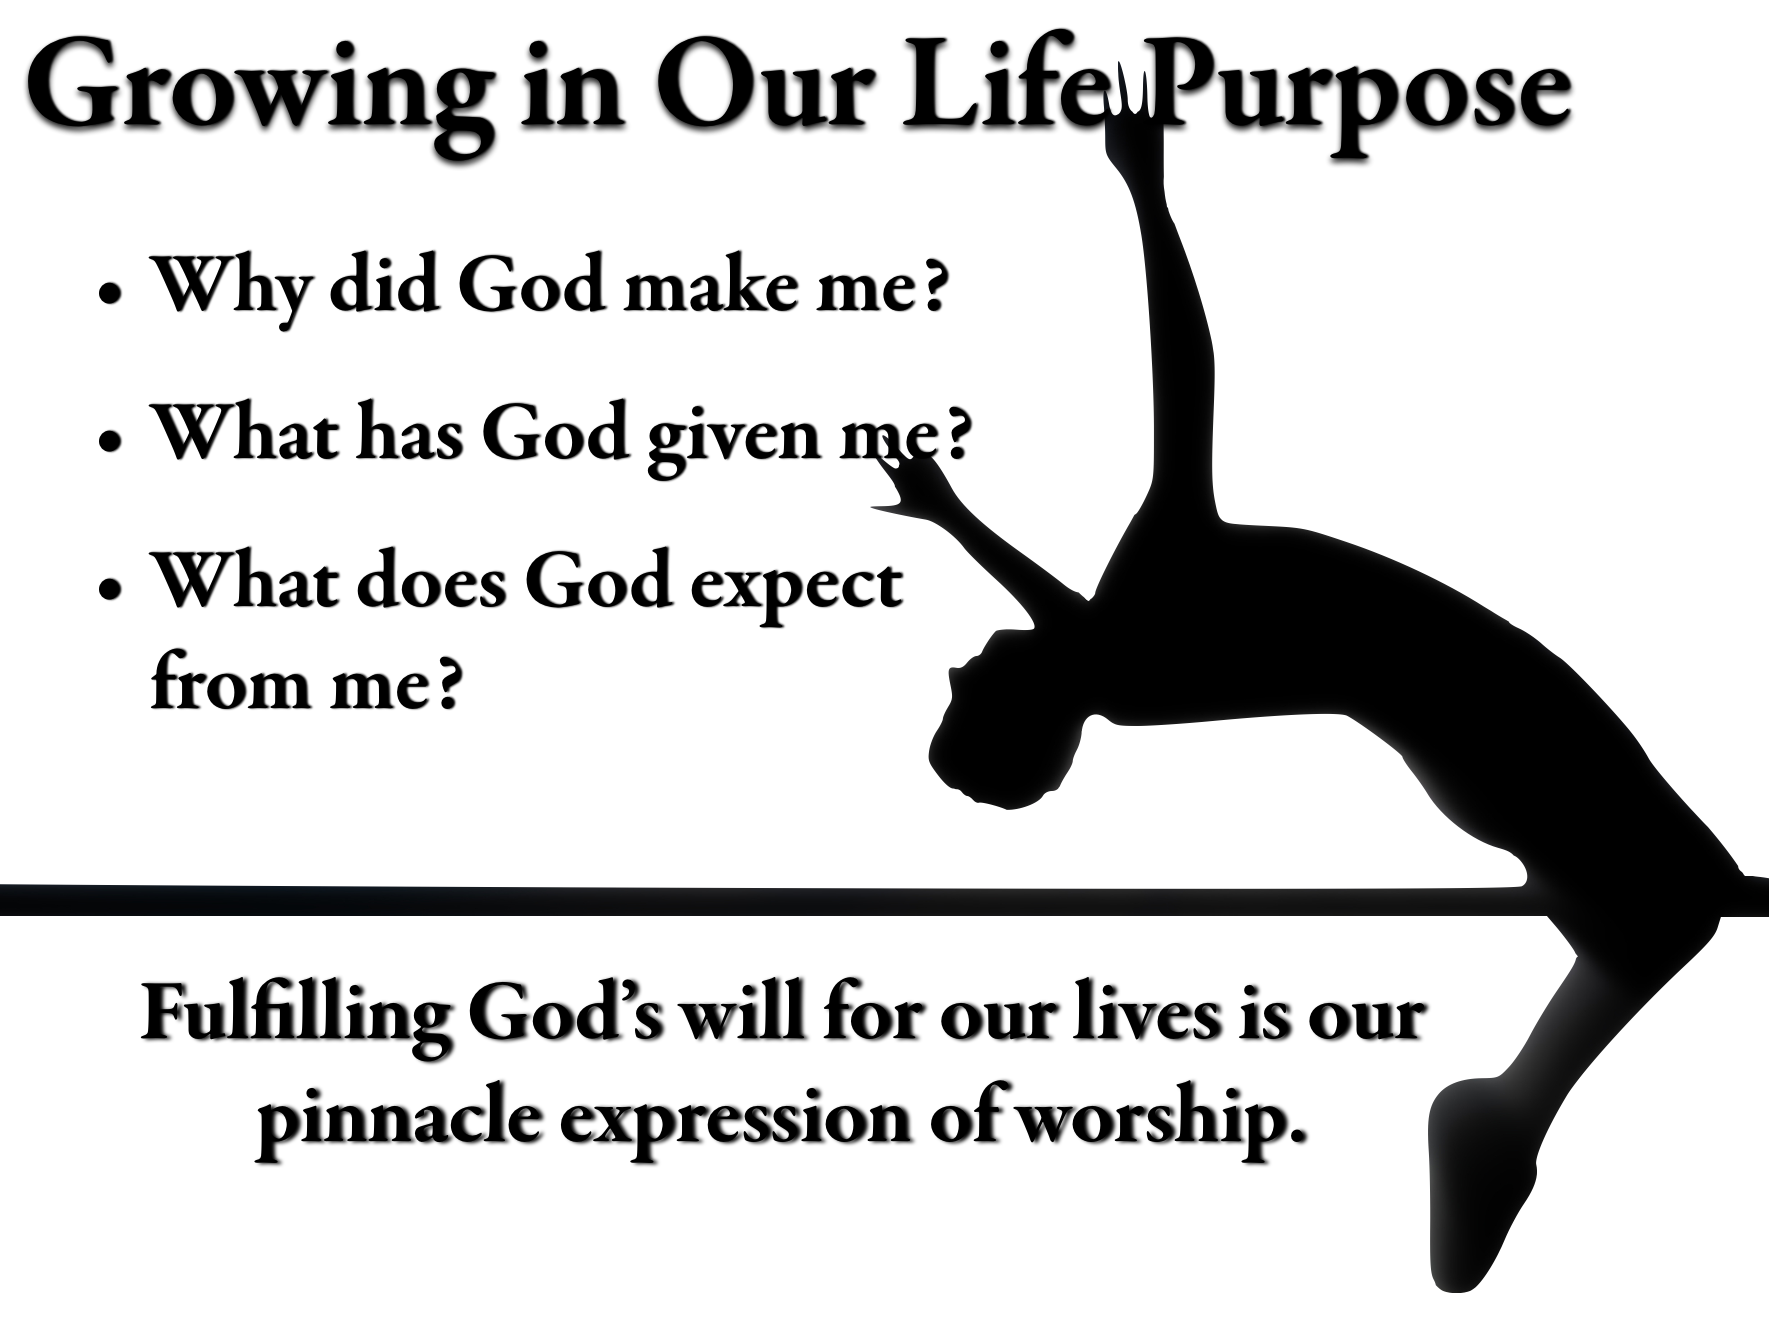 Growing in Our Life Purpose
• Why did God make me?
• What has God given me?
• What does God expect
from me?
Fulfilling God’s will for our lives is our
pinnacle expression of worship.